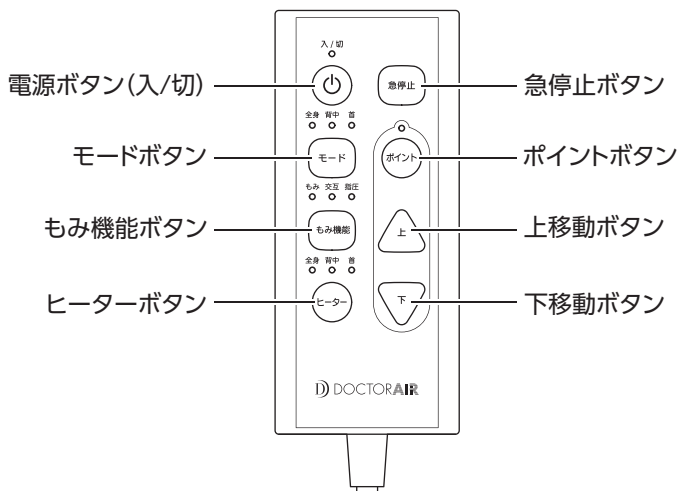 入/切
電源ボタン(入/切)
急停止
急停止ボタン
全身 背中 首
モードボタン
モード
ポイント
ポイントボタン
もみ 交互 指圧
もみ機能ボタン
もみ機能
上
上移動ボタン
全身 背中 首
ヒーターボタン
ヒーター
下
下移動ボタン
DOCTORAIR